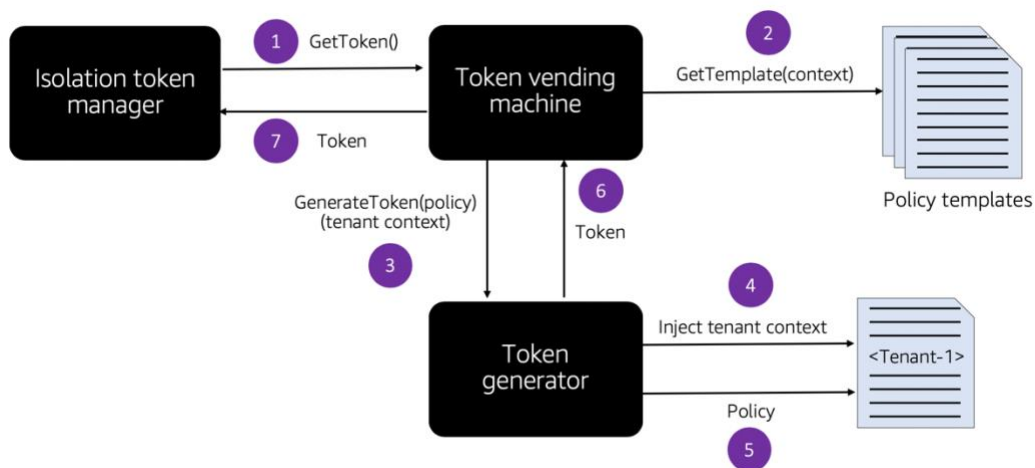 1
GetToken()
2
Isolation token
manager
Token vending
machine
GetTemplate(context)
7
Token
Policy templates
GenerateToken(policy)
(tenant context)
6
Token
3
4
Inject tenant context
Token
generator
<Tenant-1>
Policy
5